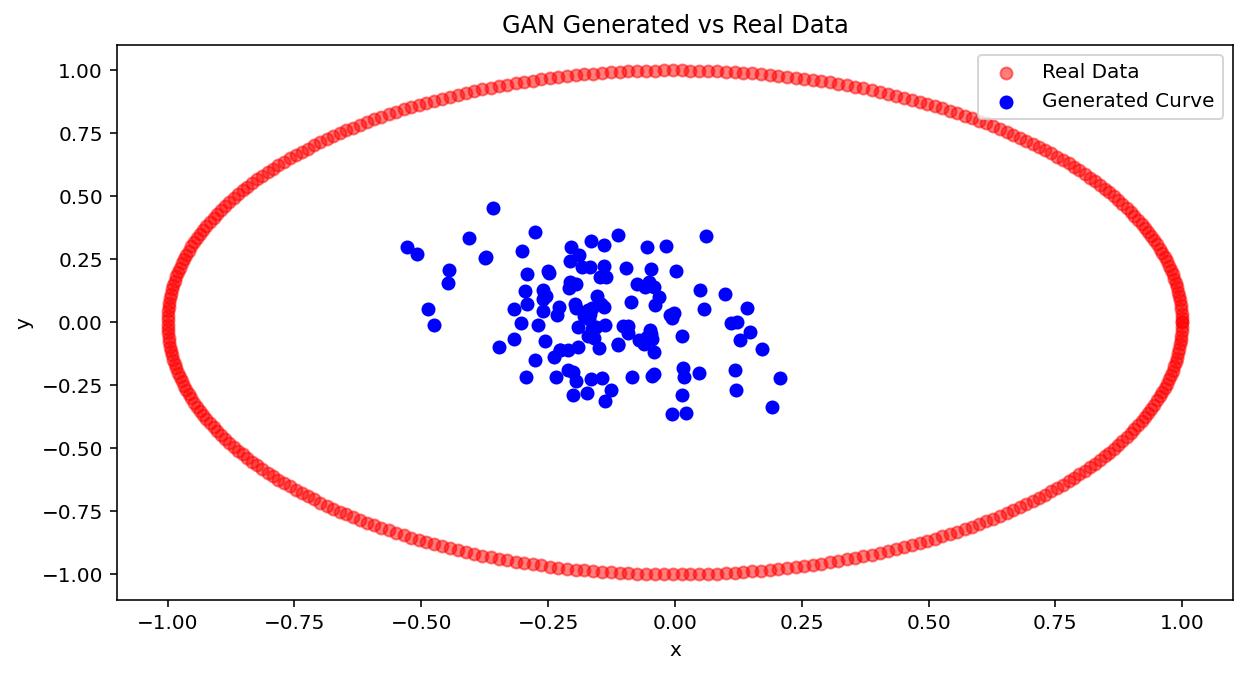 GAN Generated vs Real Data
Real Data
Generated Curve
1.00
0.75
0.50
0.25
0.00
−0.25
−0.50
−0.75
−1.00
y
−1.00 −0.75 −0.50 −0.25 0.00 0.25 0.50 0.75 1.00
x